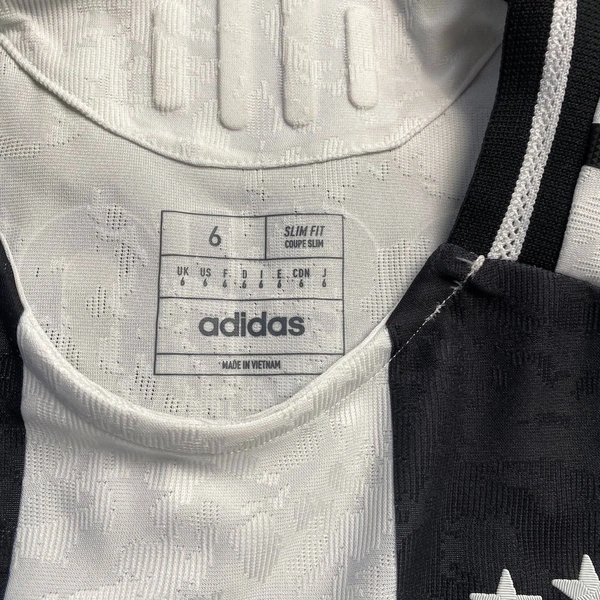 6
SLIM FIT
COUPE SLIM
UK US F D I E CDN J
6 6 6 6 6 6 6 6
adidas
MADE IN VIETNAM